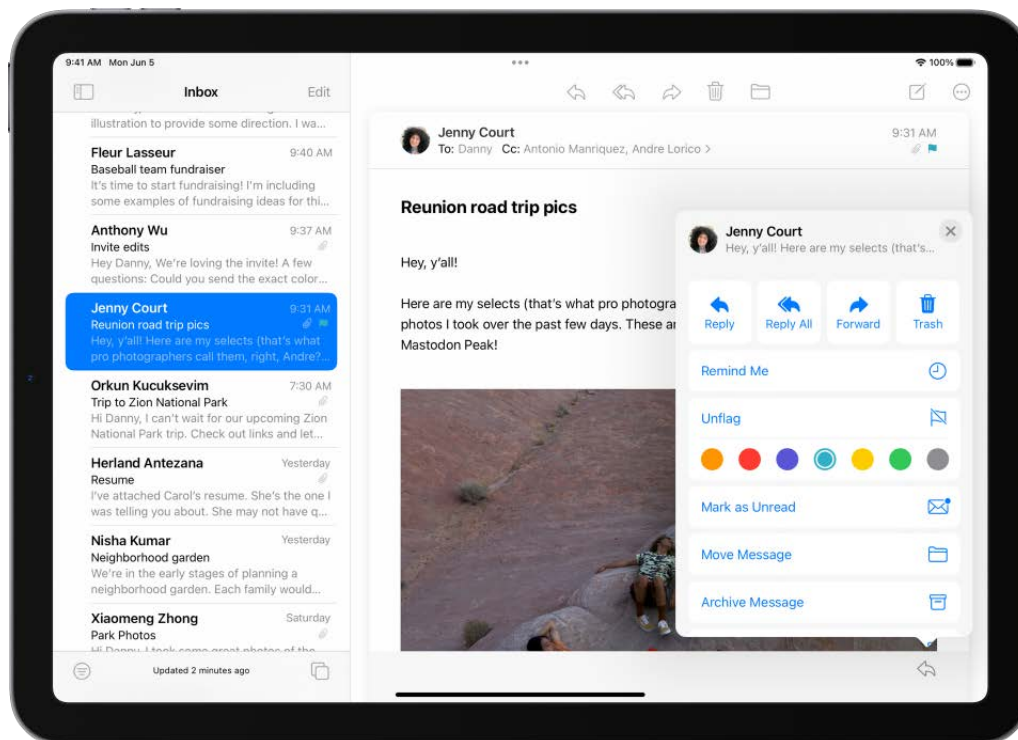 9:41 AM Mon Jun 5
100%
Inbox
Edit
illustration to provide some direction. I wa...
Fleur Lasseur 9:40 AM
Baseball team fundraiser
It's time to start fundraising! I'm including
some examples of fundraising ideas for thi...
Anthony Wu 9:37 AM
Invite edits
Hey Danny, We're loving the invite! A few
questions: Could you send the exact color...
Jenny Court 9:31 AM
Reunion road trip pics
Hey, y'all! Here are my selects (that's what
pro photographers call them, right, Andre?...
Orkun Kucuksevim 7:30 AM
Trip to Zion National Park
Hi Danny, I can't wait for our upcoming Zion
National Park trip. Check out links and let...
Herland Antezana Yesterday
Resume
I've attached Carol's resume. She's the one I
was telling you about. She may not have q...
Nisha Kumar Yesterday
Neighborhood garden
We're in the early stages of planning a
neighborhood garden. Each family would...
Xiaomeng Zhong Saturday
Park Photos
Hi Danny, I took some great photos of the
Updated 2 minutes ago
Jenny Court 9:31 AM
To: Danny Cc: Antonio Manriquez, Andre Lorico >
Reunion road trip pics
Hey, y'all!
Here are my selects (that's what pro photogra
photos I took over the past few days. These ar
Mastodon Peak!
Jenny Court
Hey, y'all! Here are my selects (that's...
Reply
Reply All
Forward
Trash
Remind Me
Unflag
Mark as Unread
Move Message
Archive Message